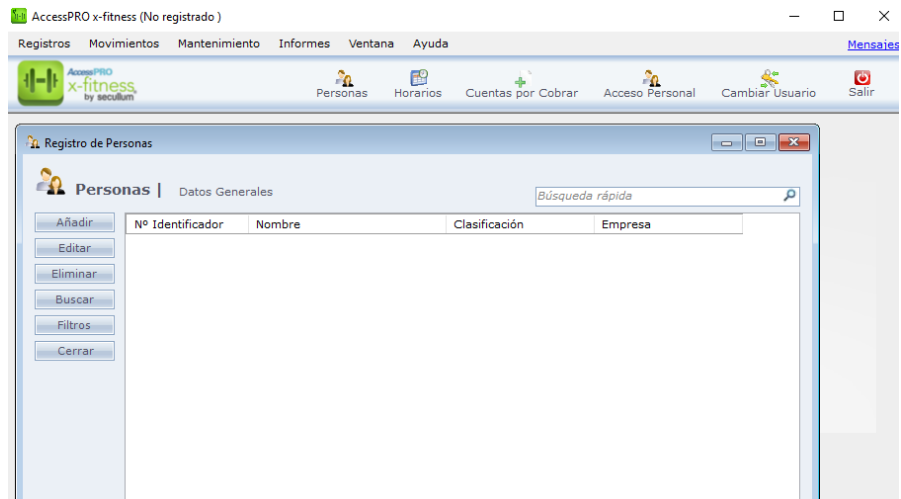 AccessPRO x-fitness (No registrado )
Registros Movimientos Mantenimiento Informes Ventana Ayuda Mensajes
AccessPRO
x-fitness
by secullum
Personas Horarios Cuentas por Cobrar Acceso Personal Cambiar Usuario Salir
Registro de Personas
Personas | Datos Generales
Búsqueda rápida
Añadir
Editar
Eliminar
Buscar
Filtros
Cerrar
Nº Identificador Nombre Clasificación Empresa